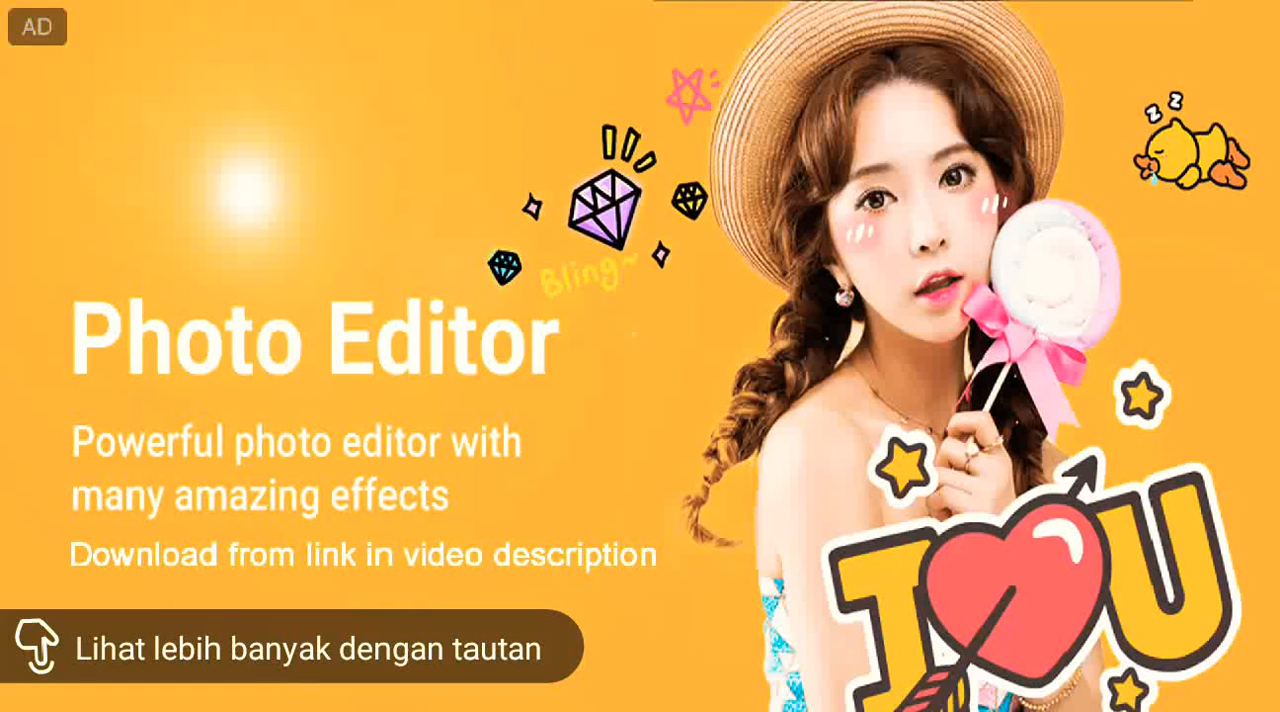 AD
z z
Bling~
Photo Editor
Powerful photo editor with
many amazing effects
Download from link in video description
I U
Lihat lebih banyak dengan tautan